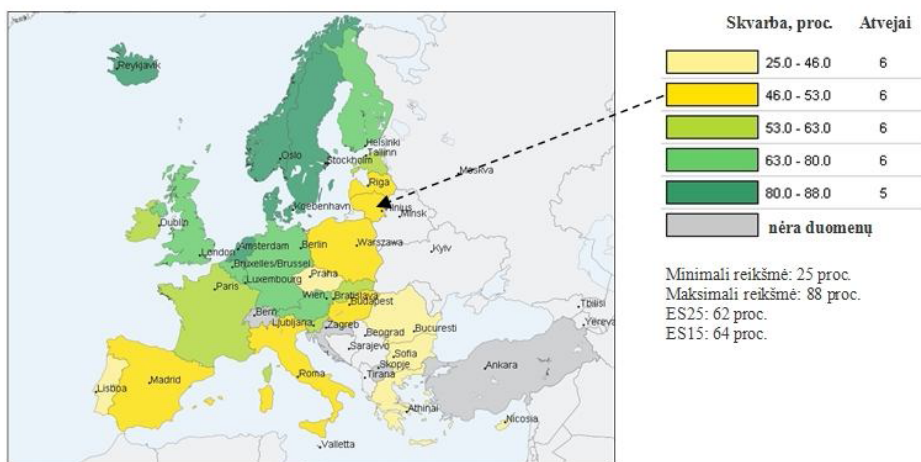 Reykjavik
Helsinki
Tallinn
Oslo
Stockholm
Riga
Moskva
Vilnius
Minsk
Koebenhavn
Dublin
Amsterdam
Berlin
Warszawa
London
Bruxelles/Brussel
Kyiv
Luxembourg
Praha
Paris
Wien
Bratislava
Budapest
Bern
Ljubljana
Zagreb
Beograd
Bucuresti
Sarajevo
Sofia
Skopje
Tirana
Tbilisi
Madrid
Roma
Ankara
Lisboa
Athinai
Nicosia
Valletta
Skvarba, proc. Atvejai
25.0 - 46.0 6
46.0 - 53.0 6
53.0 - 63.0 6
63.0 - 80.0 6
80.0 - 88.0 5
nėra duomenų
Minimali reikšmė: 25 proc.
Maksimali reikšmė: 88 proc.
ES25: 62 proc.
ES15: 64 proc.